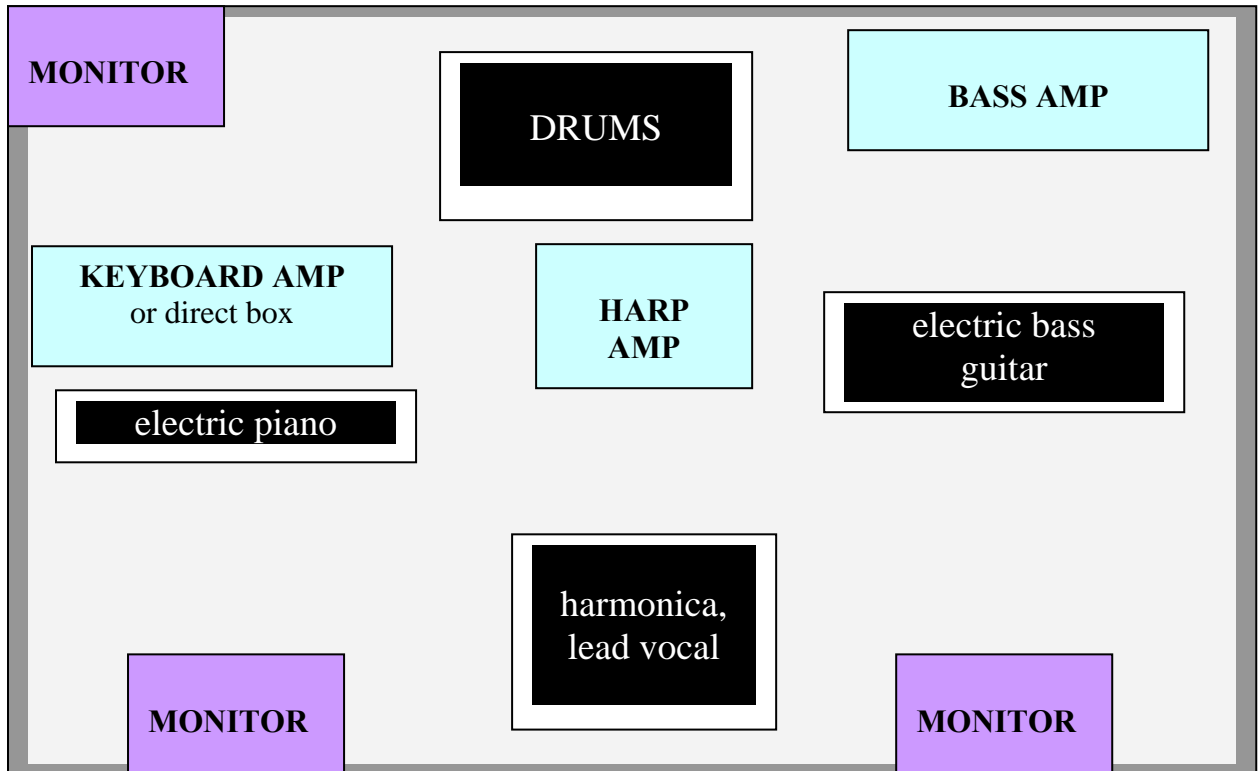 MONITOR
DRUMS
BASS AMP
KEYBOARD AMP
or direct box
HARP
AMP
electric bass
guitar
electric piano
harmonica,
lead vocal
MONITOR
MONITOR